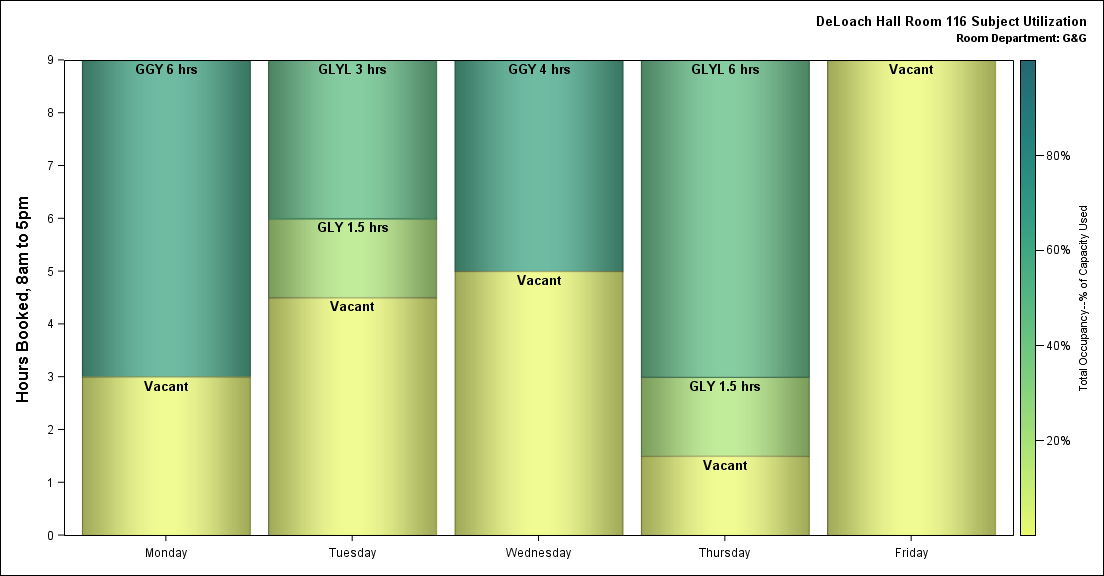 DeLoach Hall Room 116 Subject Utilization
Room Department: G&G
Hours Booked, 8am to 5pm
9
8
7
6
5
4
3
2
1
0
GGY 6 hrs
Vacant
GLYL 3 hrs
GLY 1.5 hrs
Vacant
GGY 4 hrs
Vacant
GLYL 6 hrs
GLY 1.5 hrs
Vacant
Vacant
Monday
Tuesday
Wednesday
Thursday
Friday
80%
60%
40%
20%
Total Occupancy--% of Capacity Used